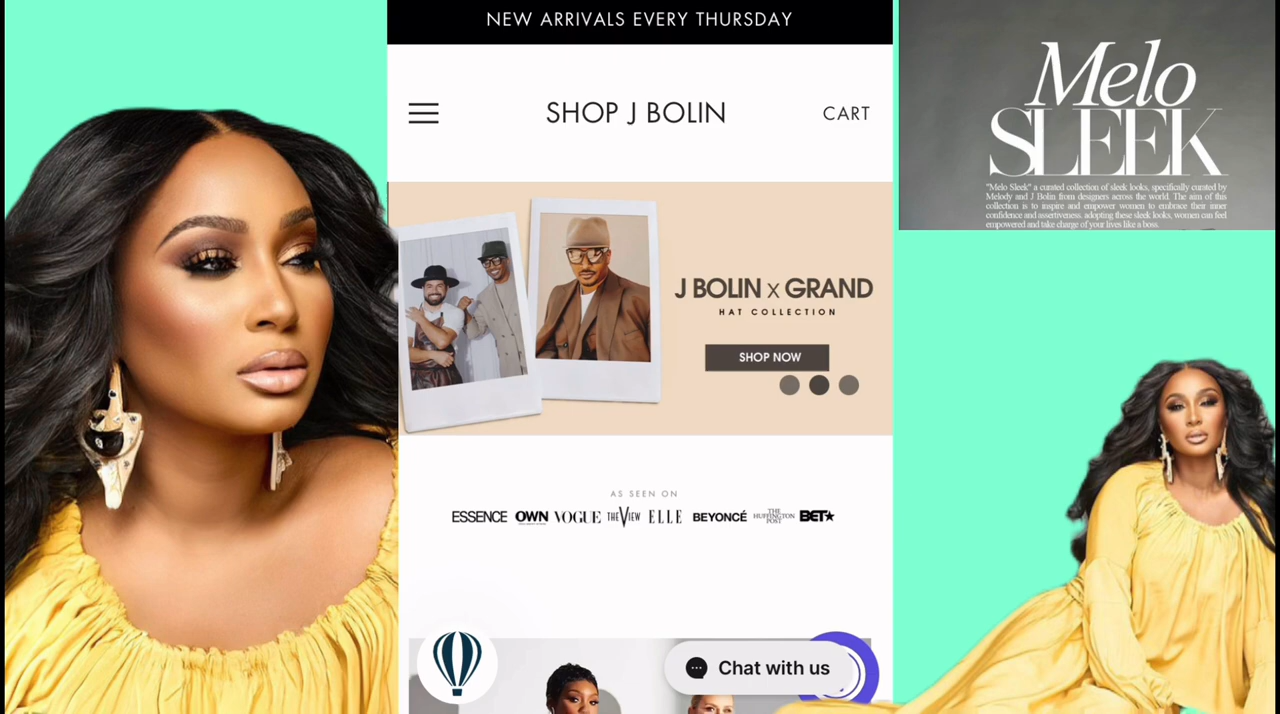 NEW ARRIVALS EVERY THURSDAY
SHOP J BOLIN
CART
J BOLIN x GRAND
HAT COLLECTION
SHOP NOW
AS SEEN ON
ESSENCE OWN VOGUE THE VIEW ELLE BEYONCÉ THE HUFFINGTON POST BET★
Chat with us
Melo
SLEEK
"Melo Sleek" a curated collection of sleek looks, specifically curated by
Melody and J Bolin from designers across the world. The aim of this
collection is to inspire and empower women to embrace their inner
confidence and assertiveness. adopting these sleek looks, women can feel
empowered and take charge of your lives like a boss.